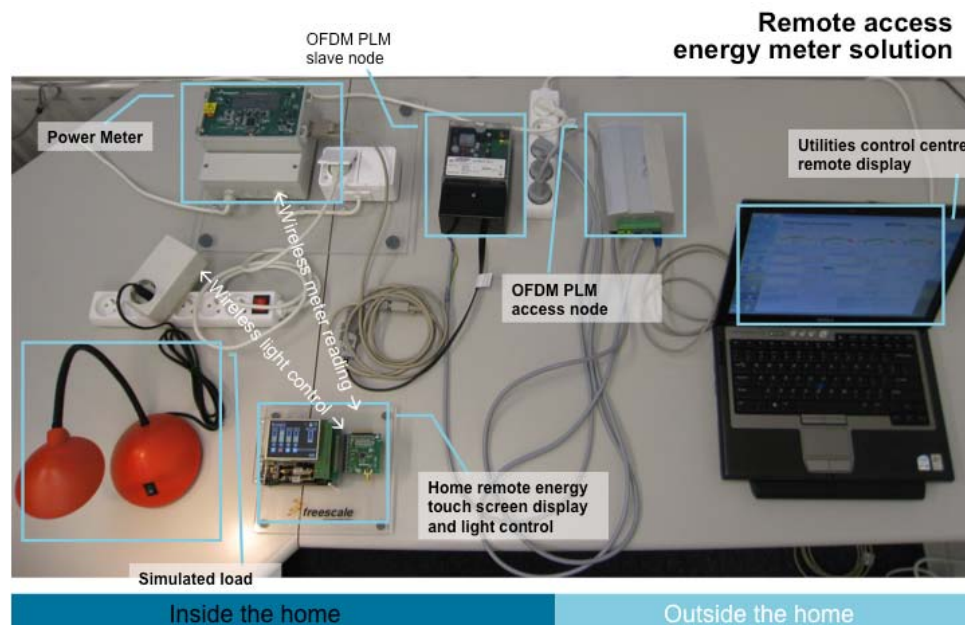 Remote access
energy meter solution
OFDM PLM
slave node
Power Meter
Utilities control centre
remote display
Wireless meter reading
Wireless light control
OFDM PLM
access node
Home remote energy
touch screen display
and light control
freescale
Simulated load
Inside the home
Outside the home